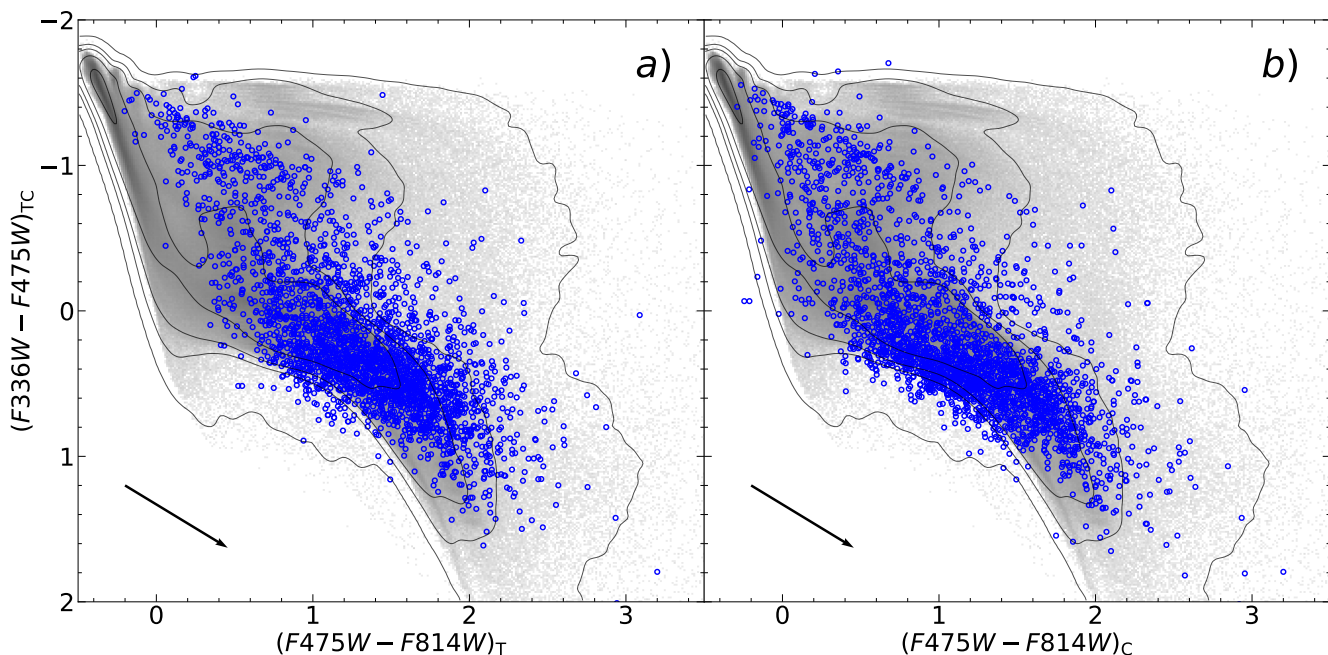 −2
−1
0
1
2
(F336W − F475W)TC
a)
b)
0 1 2 3
0 1 2 3
(F475W − F814W)T
(F475W − F814W)C